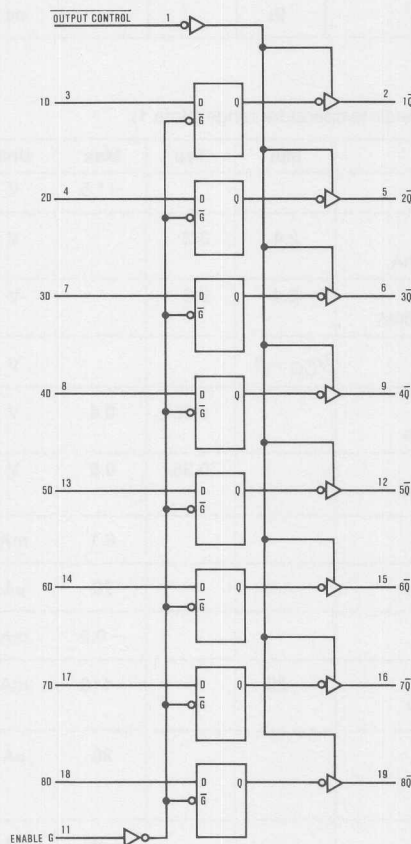 OUTPUT CONTROL 1
1D 3 D Q 2 1Q̅
G̅
2D 4 D Q 5 2Q̅
G̅
3D 7 D Q 6 3Q̅
G̅
4D 8 D Q 9 4Q̅
G̅
5D 13 D Q 12 5Q̅
G̅
6D 14 D Q 15 6Q̅
G̅
7D 17 D Q 16 7Q̅
G̅
8D 18 D Q 19 8Q̅
G̅
ENABLE G 11